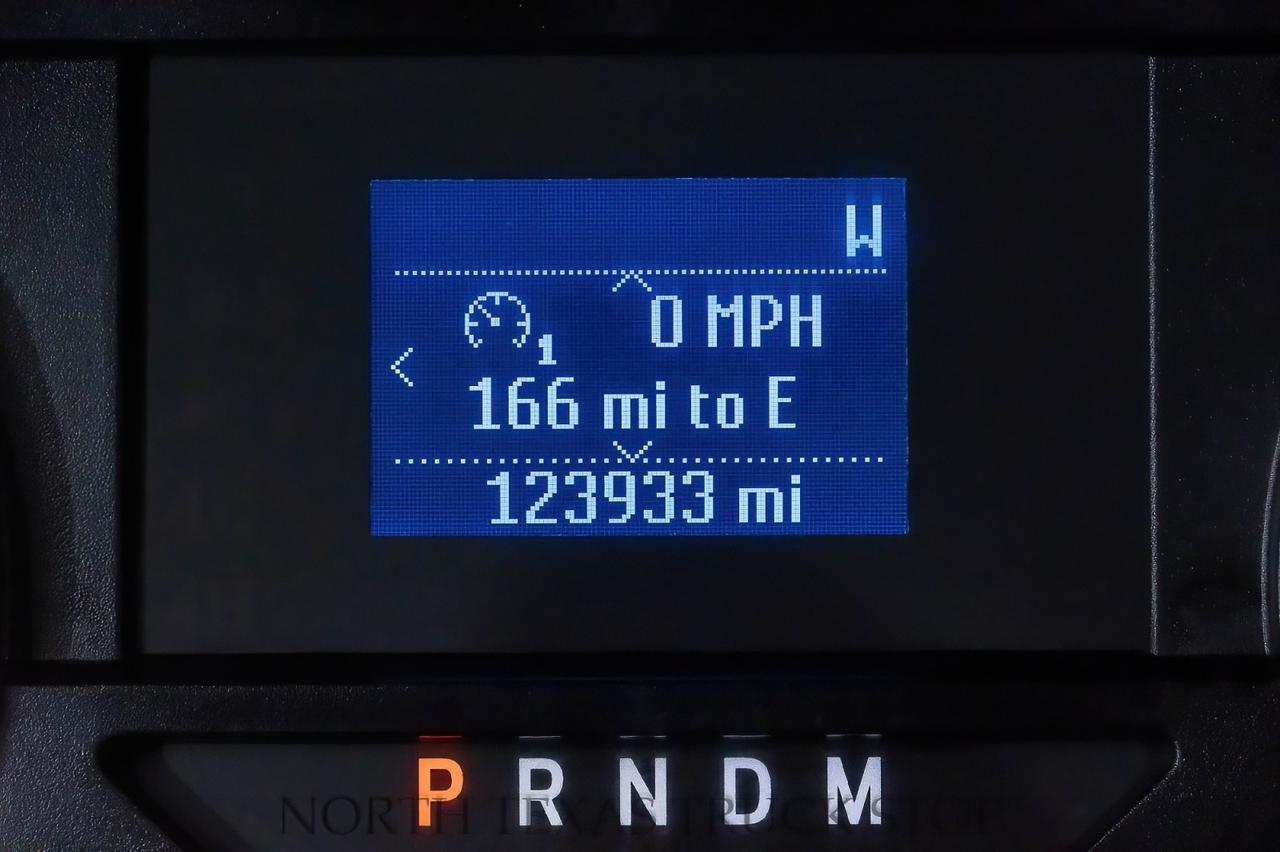 W
0 MPH
1
166 mi to E
123933 mi
P R N D M
NORTH TEXAS TRUCK STOP